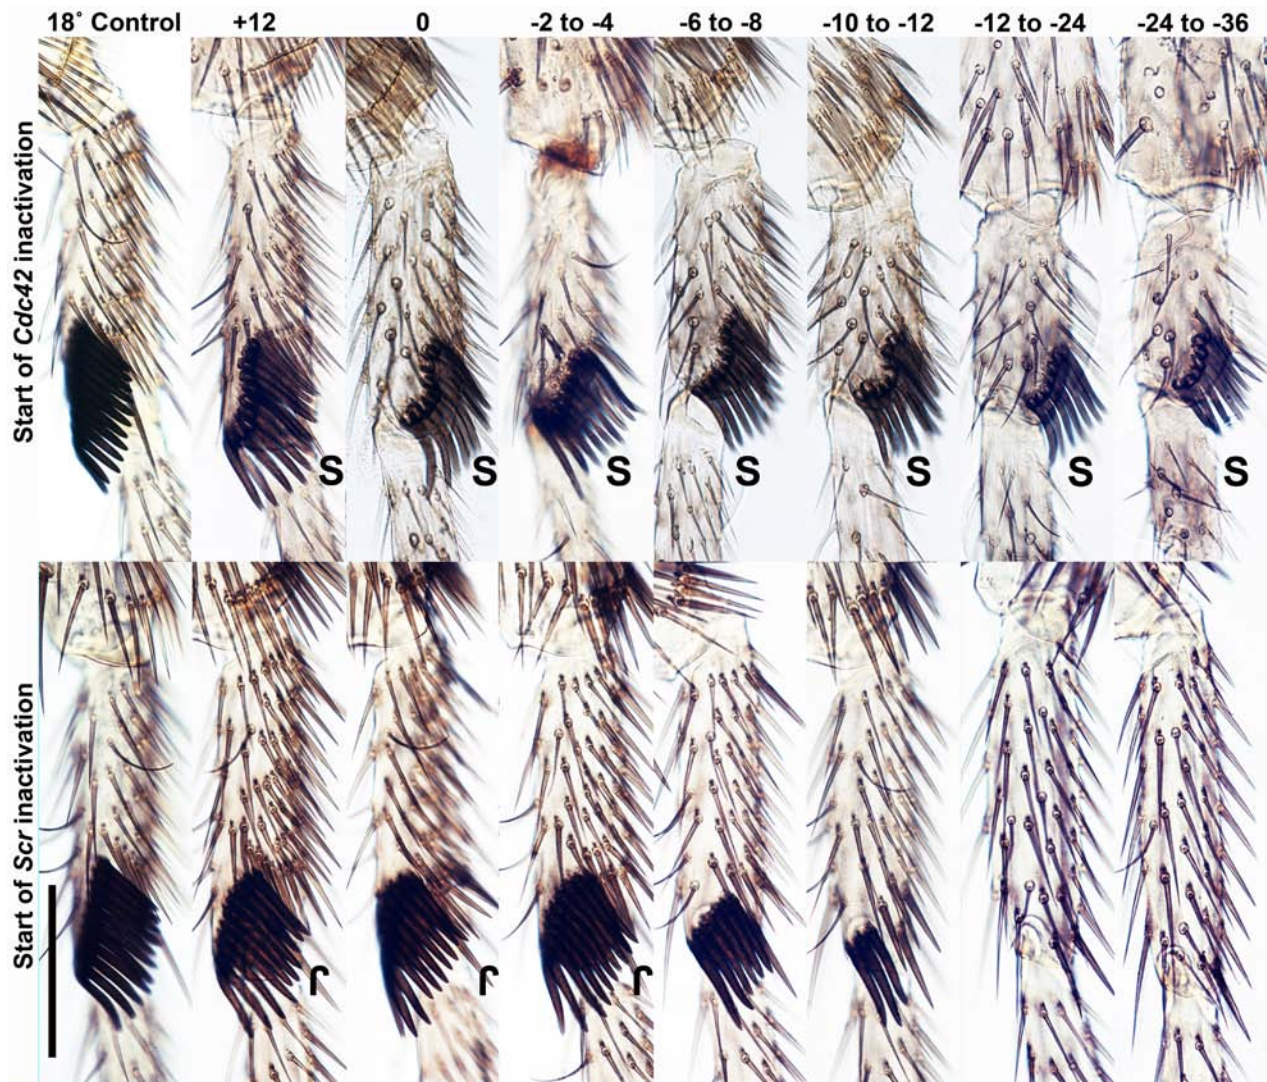 18˚ Control +12 0 -2 to -4 -6 to -8 -10 to -12 -12 to -24 -24 to -36
Start of Cdc42 inactivation
S S S S S S S
Start of Scr inactivation